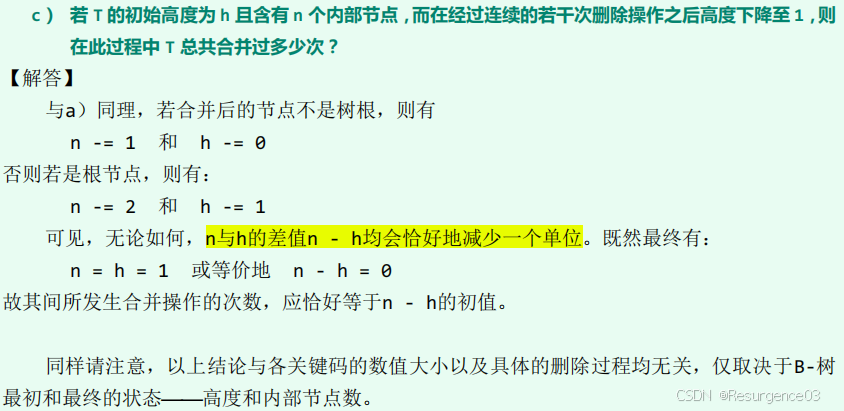 c） 若 T 的初始高度为 h 且含有 n 个内部节点，而在经过连续的若干次删除操作之后高度下降至 1，则
在此过程中 T 总共合并过多少次？
【解答】
与a）同理，若合并后的节点不是树根，则有
n -= 1 和 h -= 0
否则若是根节点，则有：
n -= 2 和 h -= 1
可见，无论如何，n与h的差值n - h均会恰好地减少一个单位。既然最终有：
n = h = 1 或等价地 n - h = 0
故其间所发生合并操作的次数，应恰好等于n - h的初值。
同样请注意，以上结论与各关键码的数值大小以及具体的删除过程均无关，仅取决于B-树
最初和最终的状态——高度和内部节点数。
CSDN @Resurgence03